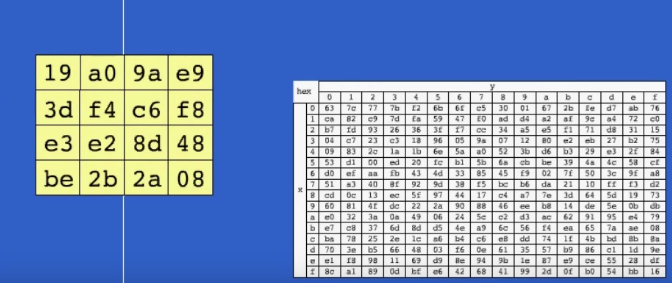 19 a0 9a e9
3d f4 c6 f8
e3 e2 8d 48
be 2b 2a 08
hex y
0 1 2 3 4 5 6 7 8 9 a b c d e f
0 63 7c 77 7b f2 6b 6f c5 30 01 67 2b fe d7 ab 76
1 ca 82 c9 7d fa 59 47 f0 ad d4 a2 af 9c a4 72 c0
2 b7 fd 93 26 36 3f f7 cc 34 a5 e5 f1 71 d8 31 15
3 04 c7 23 c3 18 96 05 9a 07 12 80 e2 eb 27 b2 75
4 09 83 2c 1a 1b 6e 5a a0 52 3b d6 b3 29 e3 2f 84
5 53 d1 00 ed 20 fc b1 5b 6a cb be 39 4a 4c 58 cf
6 d0 ef aa fb 43 4d 33 85 45 f9 02 7f 50 3c 9f a8
x 7 51 a3 40 8f 92 9d 38 f5 bc b6 da 21 10 ff f3 d2
8 cd 0c 13 ec 5f 97 44 17 c4 a7 7e 3d 64 5d 19 73
9 60 81 4f dc 22 2a 90 88 46 ee b8 14 de 5e 0b db
a e0 32 3a 0a 49 06 24 5c c2 d3 ac 62 91 95 e4 79
b e7 c8 37 6d 8d d5 4e a9 6c 56 f4 ea 65 7a ae 08
c ba 78 25 2e 1c a6 b4 c6 e8 dd 74 1f 4b bd 8b 8a
d 70 3e b5 66 48 03 f6 0e 61 35 57 b9 86 c1 1d 9e
e e1 f8 98 11 69 d9 8e 94 9b 1e 87 e9 ce 55 28 df
f 8c a1 89 0d bf e6 42 68 41 99 2d 0f b0 54 bb 16